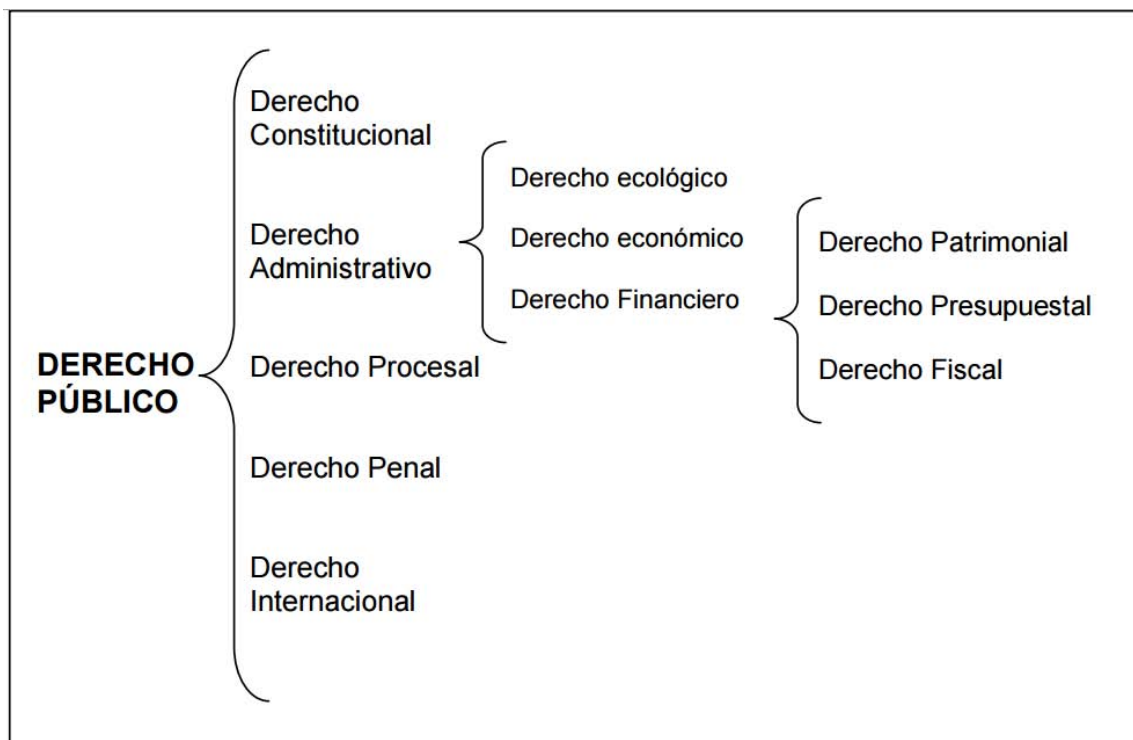 DERECHO
PÚBLICO
Derecho
Constitucional
Derecho
Administrativo
Derecho Procesal
Derecho Penal
Derecho
Internacional
Derecho ecológico
Derecho económico
Derecho Financiero
Derecho Patrimonial
Derecho Presupuestal
Derecho Fiscal